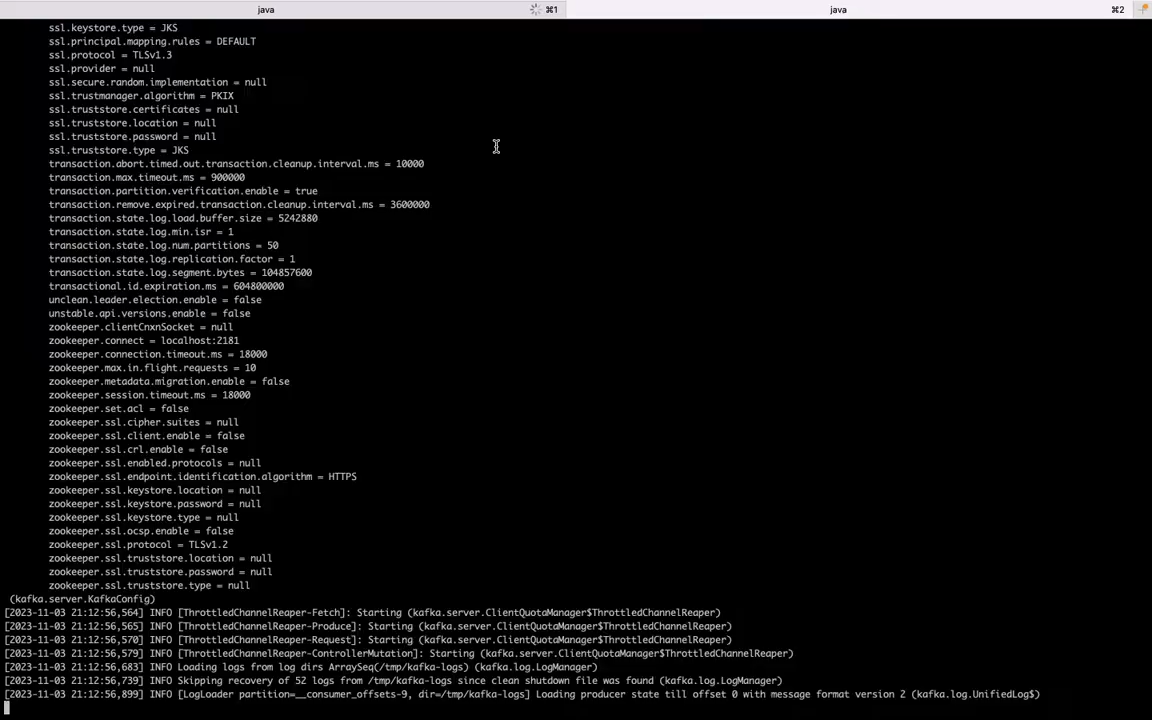 java ⌘1 java ⌘2
ssl.keystore.type = JKS
ssl.principal.mapping.rules = DEFAULT
ssl.protocol = TLSv1.3
ssl.provider = null
ssl.secure.random.implementation = null
ssl.trustmanager.algorithm = PKIX
ssl.truststore.certificates = null
ssl.truststore.location = null
ssl.truststore.password = null
ssl.truststore.type = JKS
transaction.abort.timed.out.transaction.cleanup.interval.ms = 10000
transaction.max.timeout.ms = 900000
transaction.partition.verification.enable = true
transaction.remove.expired.transaction.cleanup.interval.ms = 3600000
transaction.state.log.load.buffer.size = 5242880
transaction.state.log.min.isr = 1
transaction.state.log.num.partitions = 50
transaction.state.log.replication.factor = 1
transaction.state.log.segment.bytes = 104857600
transactional.id.expiration.ms = 604800000
unclean.leader.election.enable = false
unstable.api.versions.enable = false
zookeeper.clientCnxnSocket = null
zookeeper.connect = localhost:2181
zookeeper.connection.timeout.ms = 18000
zookeeper.max.in.flight.requests = 10
zookeeper.metadata.migration.enable = false
zookeeper.session.timeout.ms = 18000
zookeeper.set.acl = false
zookeeper.ssl.cipher.suites = null
zookeeper.ssl.client.enable = false
zookeeper.ssl.crl.enable = false
zookeeper.ssl.enabled.protocols = null
zookeeper.ssl.endpoint.identification.algorithm = HTTPS
zookeeper.ssl.keystore.location = null
zookeeper.ssl.keystore.password = null
zookeeper.ssl.keystore.type = null
zookeeper.ssl.ocsp.enable = false
zookeeper.ssl.protocol = TLSv1.2
zookeeper.ssl.truststore.location = null
zookeeper.ssl.truststore.password = null
zookeeper.ssl.truststore.type = null
(kafka.server.KafkaConfig)
[2023-11-03 21:12:56,564] INFO [ThrottledChannelReaper-Fetch]: Starting (kafka.server.ClientQuotaManager$ThrottledChannelReaper)
[2023-11-03 21:12:56,565] INFO [ThrottledChannelReaper-Produce]: Starting (kafka.server.ClientQuotaManager$ThrottledChannelReaper)
[2023-11-03 21:12:56,570] INFO [ThrottledChannelReaper-Request]: Starting (kafka.server.ClientQuotaManager$ThrottledChannelReaper)
[2023-11-03 21:12:56,579] INFO [ThrottledChannelReaper-ControllerMutation]: Starting (kafka.server.ClientQuotaManager$ThrottledChannelReaper)
[2023-11-03 21:12:56,683] INFO Loading logs from log dirs ArraySeq(/tmp/kafka-logs) (kafka.log.LogManager)
[2023-11-03 21:12:56,739] INFO Skipping recovery of 52 logs from /tmp/kafka-logs since clean shutdown file was found (kafka.log.LogManager)
[2023-11-03 21:12:56,899] INFO [LogLoader partition=__consumer_offsets-9, dir=/tmp/kafka-logs] Loading producer state till offset 0 with message format version 2 (kafka.log.UnifiedLog$)